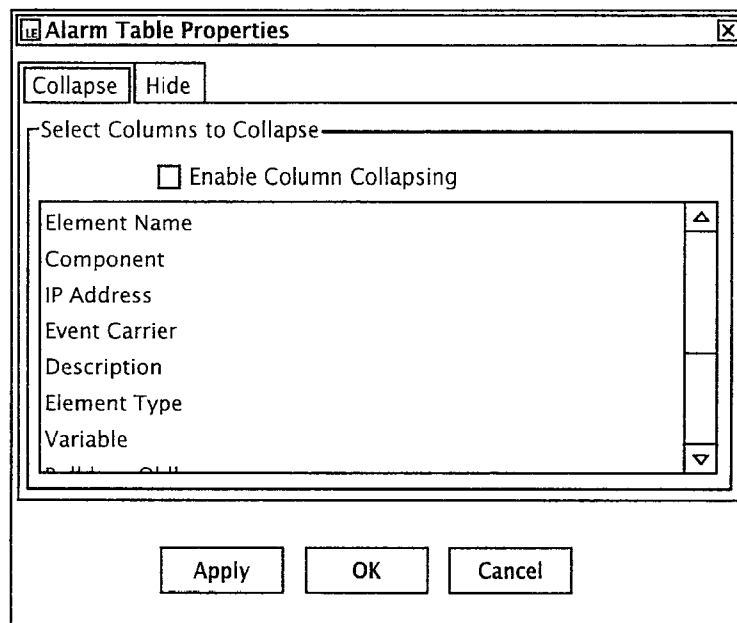 LE Alarm Table Properties
Collapse Hide
Select Columns to Collapse
Enable Column Collapsing
Element Name
Component
IP Address
Event Carrier
Description
Element Type
Variable
Apply OK Cancel